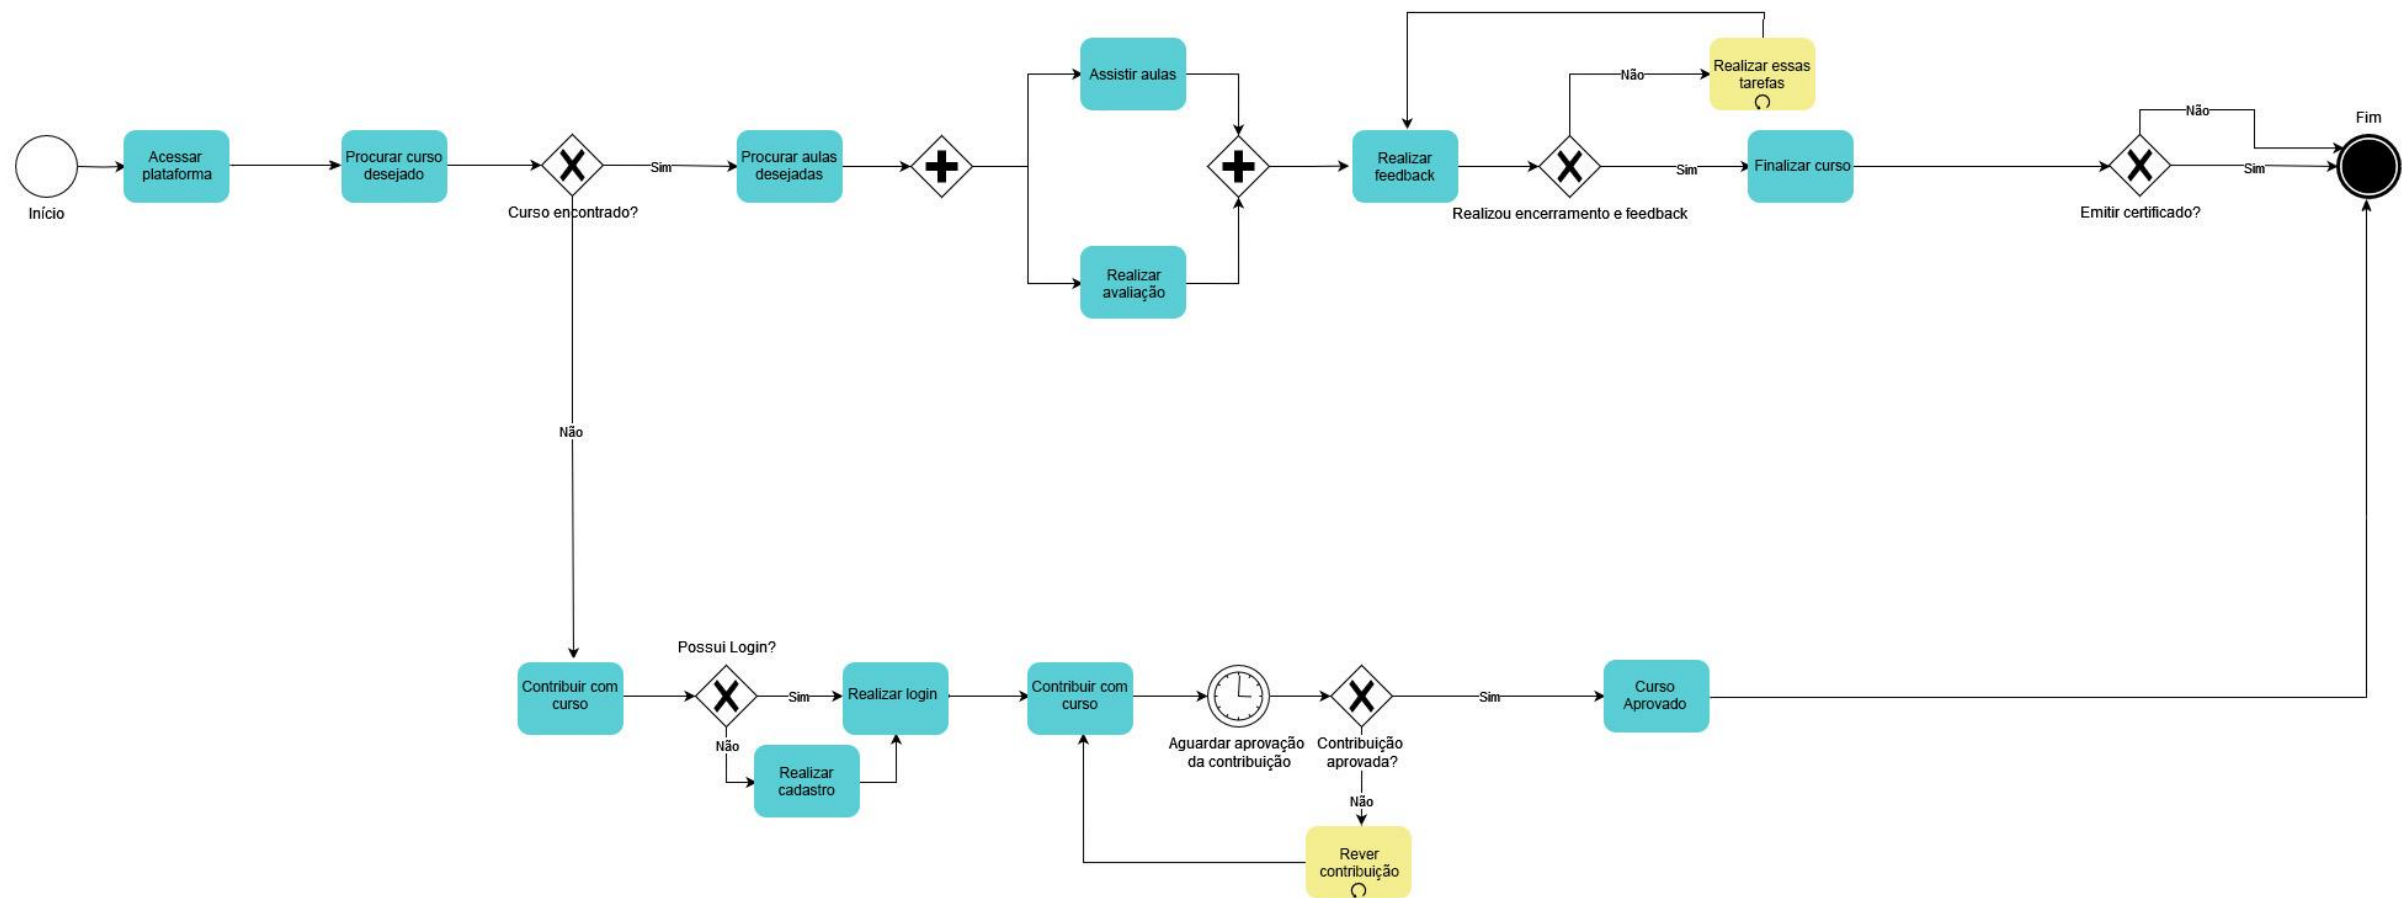 Início
Acessar
plataforma
Procurar curso
desejado
Curso encontrado?
Sim
Procurar aulas
desejadas
Assistir aulas
Realizar
avaliação
Realizar
feedback
Realizou encerramento e feedback
Não
Realizar essas
tarefas
Sim
Finalizar curso
Emitir certificado?
Não
Sim
Fim
Não
Contribuir com
curso
Possui Login?
Sim
Não
Realizar
cadastro
Realizar login
Contribuir com
curso
Aguardar aprovação
da contribuição
Contribuição
aprovada?
Sim
Não
Rever
contribuição
Curso
Aprovado